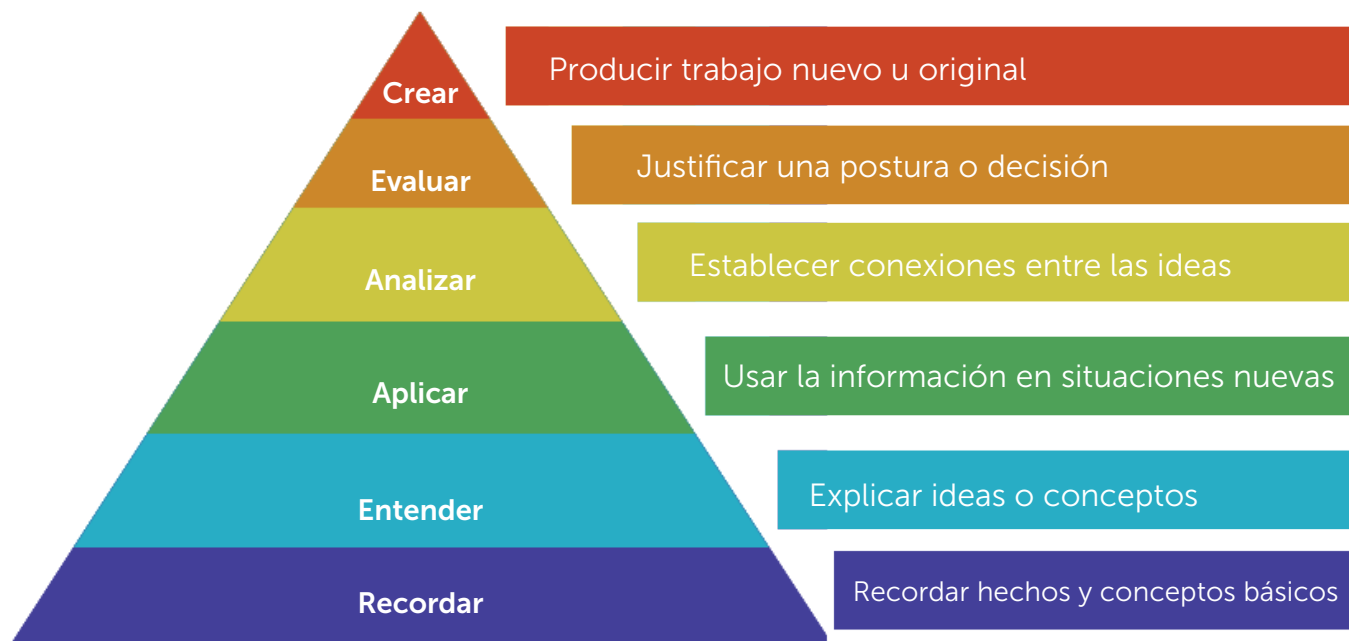 Crear
Producir trabajo nuevo u original
Evaluar
Justificar una postura o decisión
Analizar
Establecer conexiones entre las ideas
Aplicar
Usar la información en situaciones nuevas
Entender
Explicar ideas o conceptos
Recordar
Recordar hechos y conceptos básicos